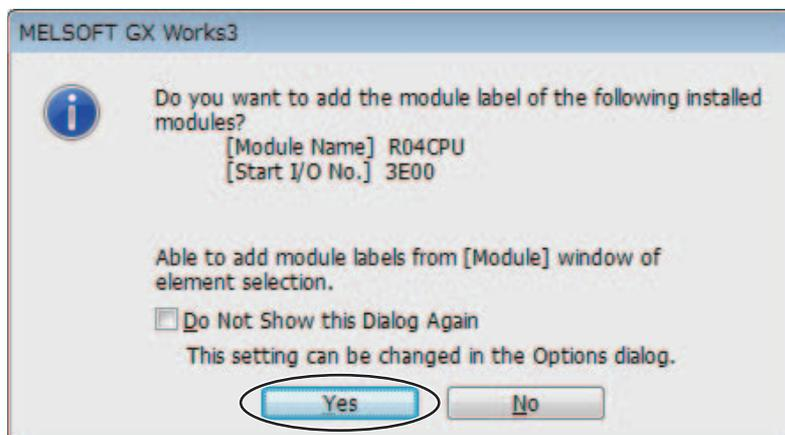 MELSOFT GX Works3
Do you want to add the module label of the following installed
modules?
[Module Name] R04CPU
[Start I/O No.] 3E00
Able to add module labels from [Module] window of
element selection.
Do Not Show this Dialog Again
This setting can be changed in the Options dialog.
Yes No